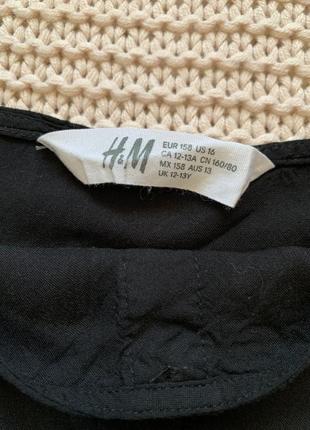 H&M
EUR 158 US 16
CA 12-13A CN 160/80
MX 158 AUS 13
UK 12-13Y